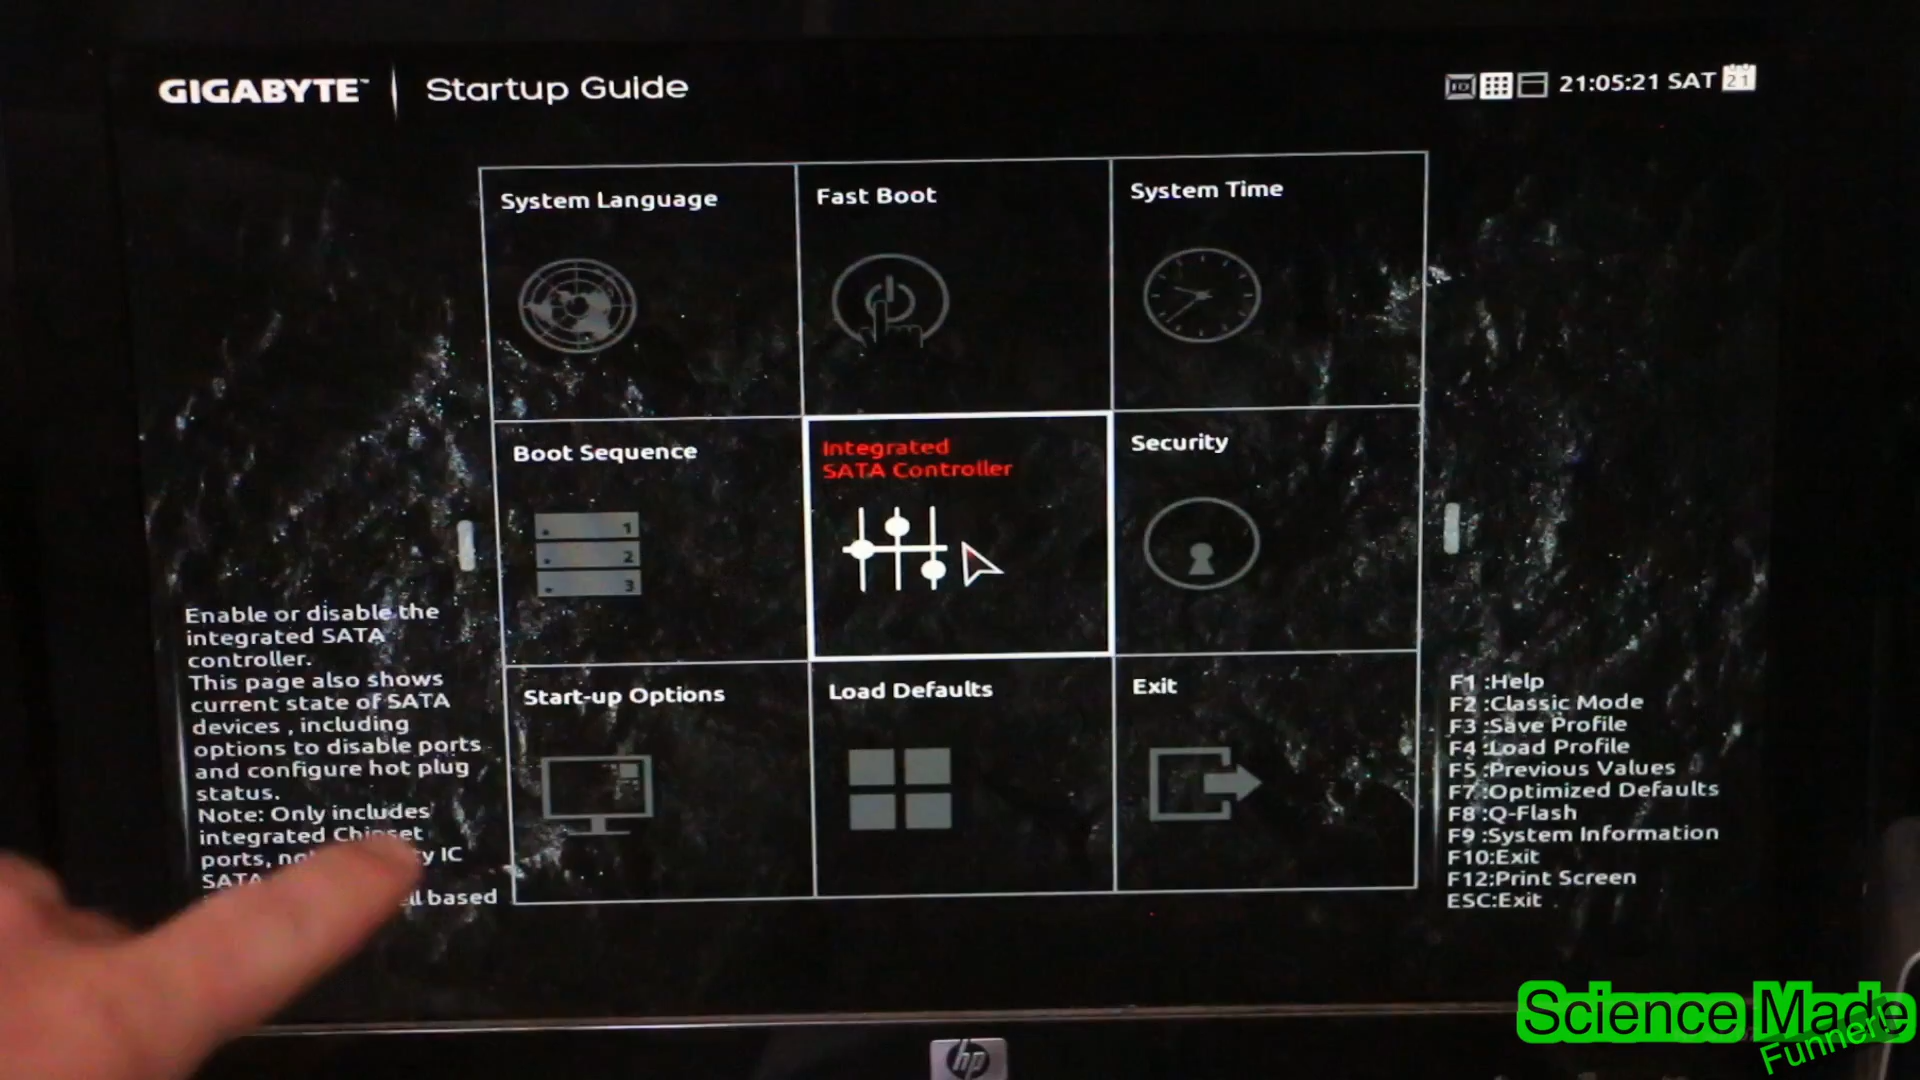 GIGABYTE™ Startup Guide
21:05:21 SAT 21
System Language
Fast Boot
System Time
Boot Sequence
1
2
3
Integrated
SATA Controller
Security
Start-up Options
Load Defaults
Exit
Enable or disable the
integrated SATA
controller.
This page also shows
current state of SATA
devices , including
options to disable ports
and configure hot plug
status.
Note: Only includes
integrated Chipset
ports, IC
SATA
based
F1 :Help
F2 :Classic Mode
F3 :Save Profile
F4 :Load Profile
F5 :Previous Values
F7 :Optimized Defaults
F8 :Q-Flash
F9 :System Information
F10:Exit
F12:Print Screen
ESC:Exit
hp
Science Made
Funner!